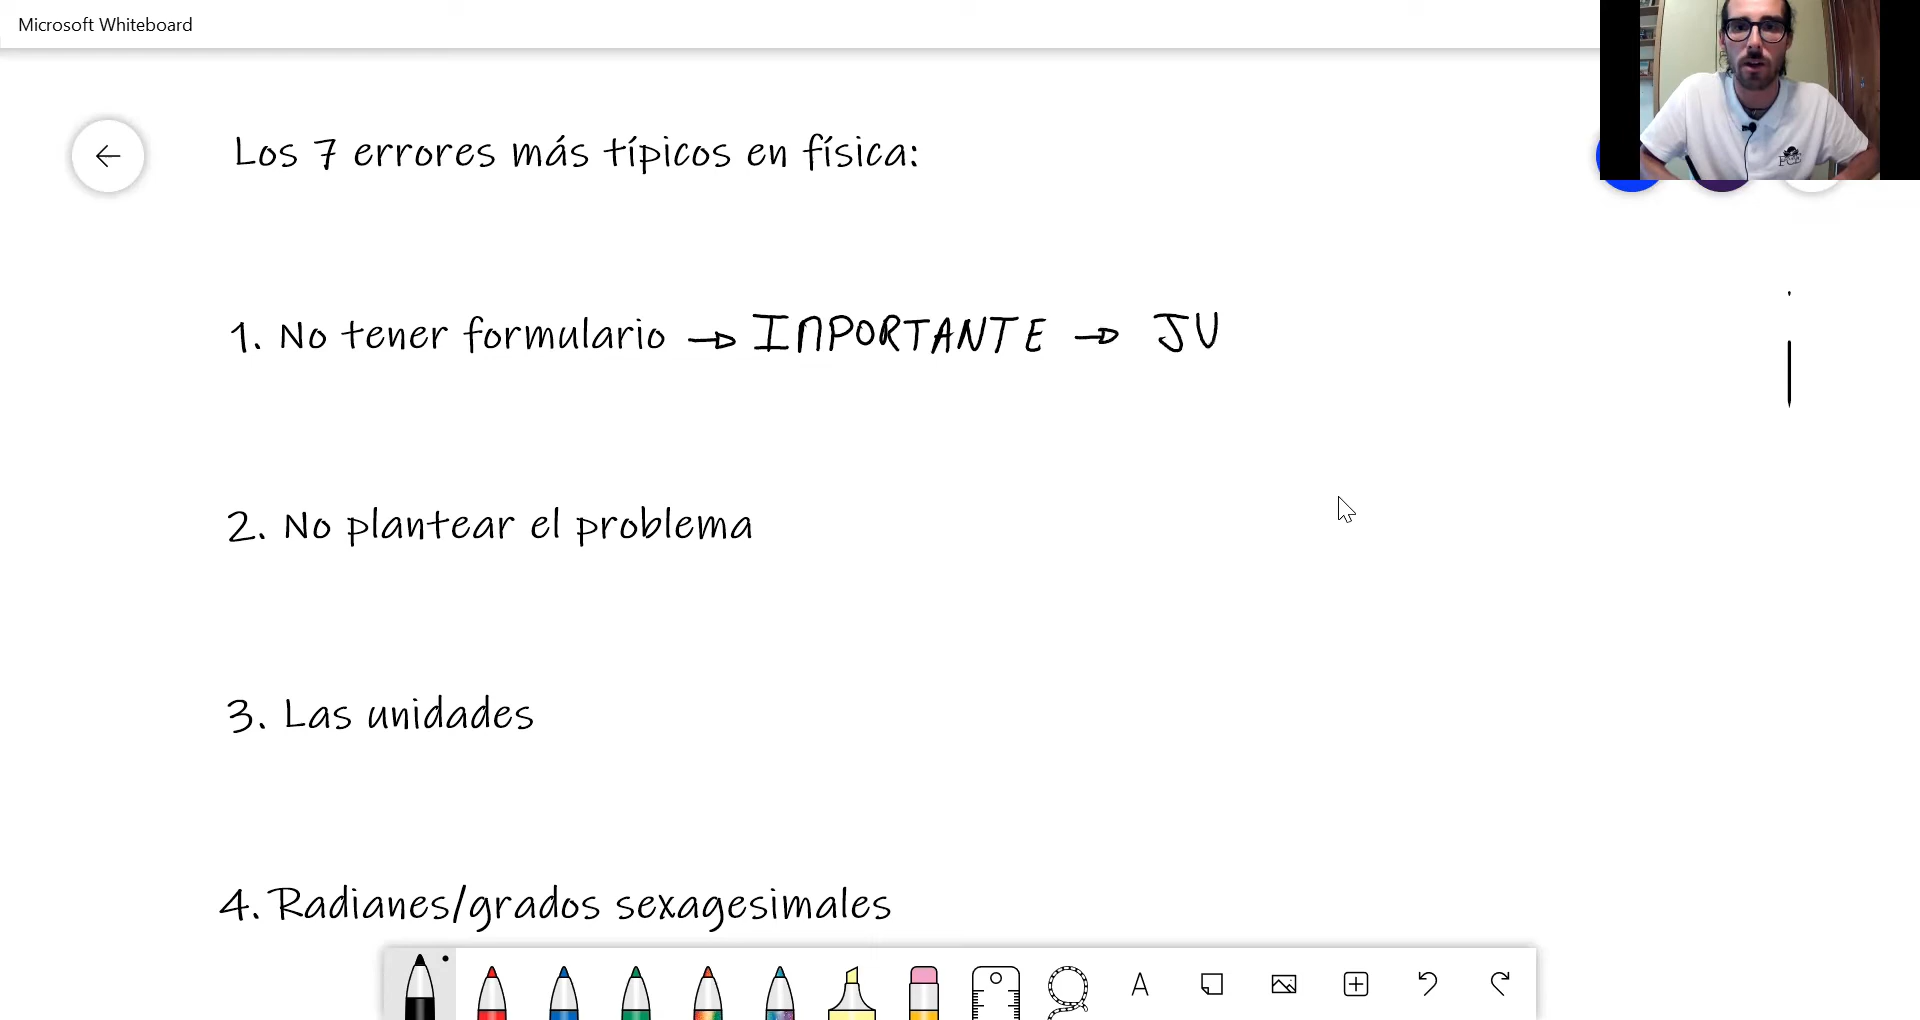 Microsoft Whiteboard
Los 7 errores más típicos en física:
1. No tener formulario → IMPORTANTE → JU
2. No plantear el problema
3. Las unidades
4. Radianes/grados sexagesimales